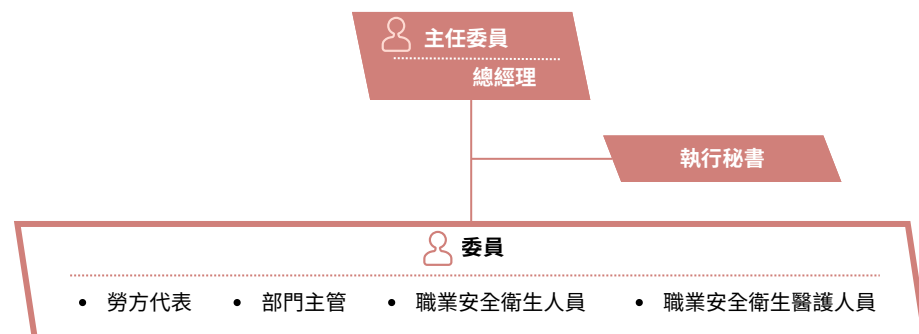 主任委員
總經理
執行秘書
委員
• 勞方代表 • 部門主管 • 職業安全衛生人員 • 職業安全衛生醫護人員